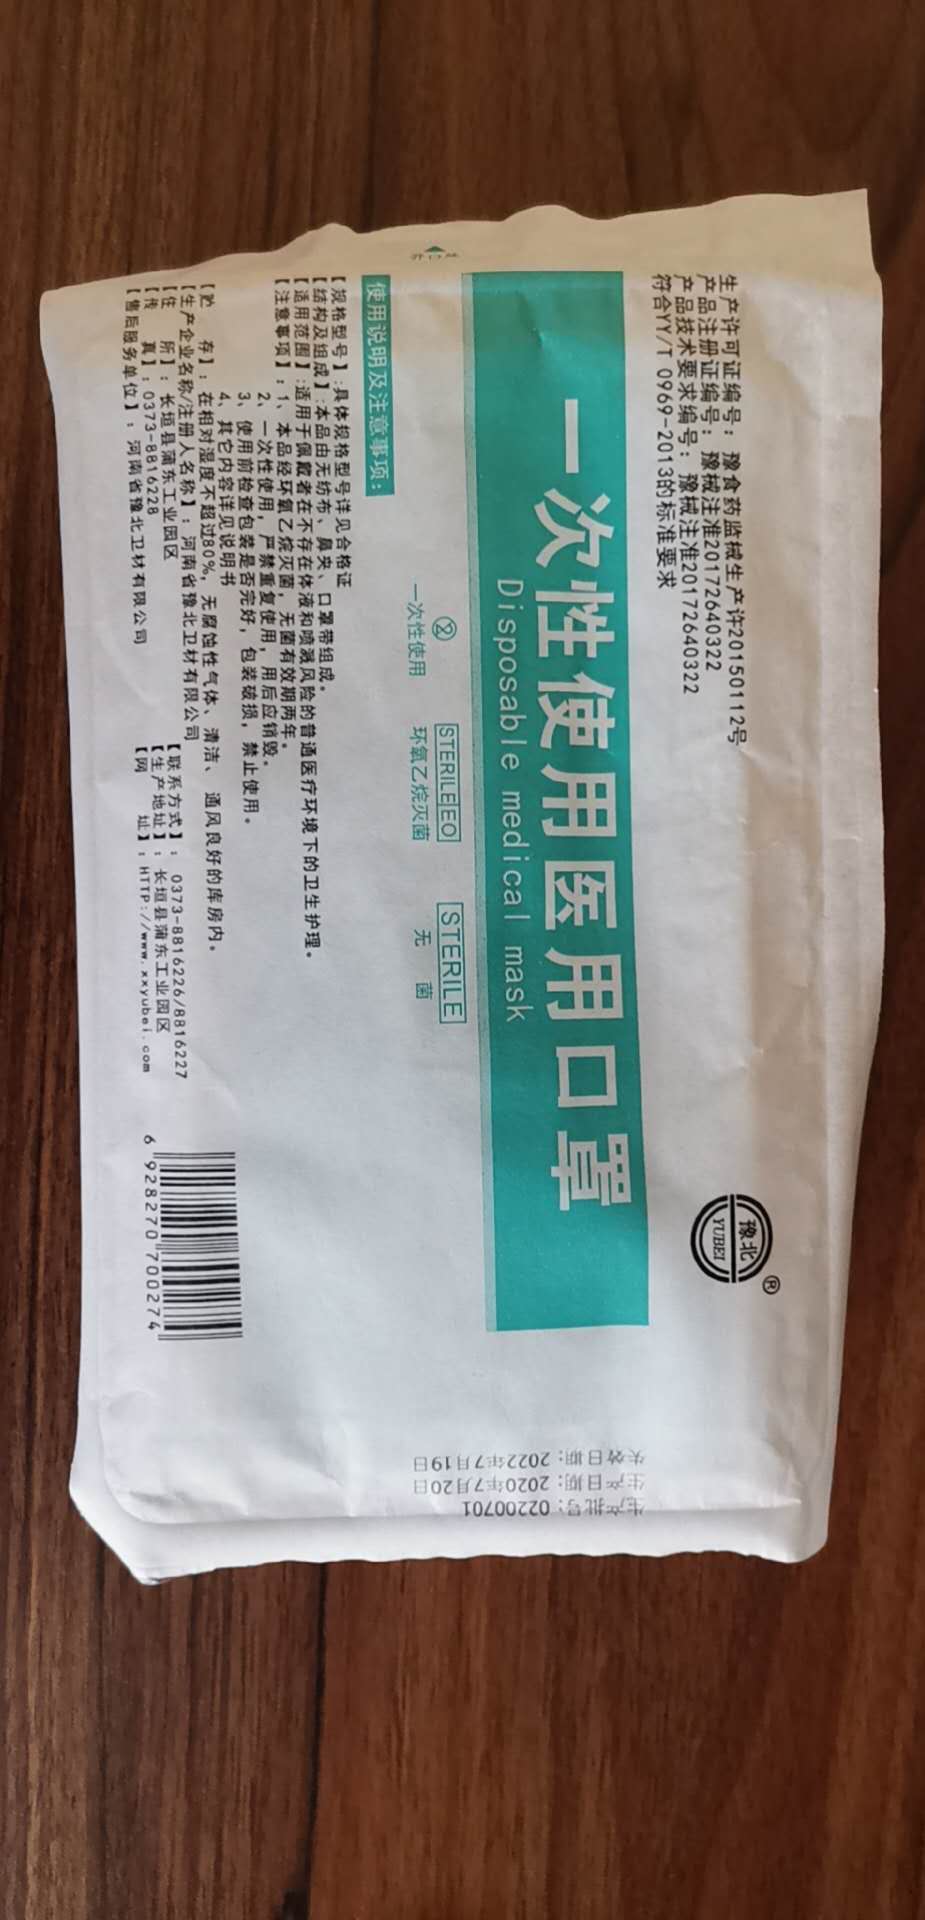 生产许可证编号：豫食药监械生产许20150112号
产品注册证编号：豫械注准20172640322
产品技术要求编号：豫械注准20172640322
符合YY/T 0969-2013的标准要求
豫北
YUBEI
®
一次性使用医用口罩
Disposable medical mask
② STERILE EO STERILE
一次性使用 环氧乙烷灭菌 无 菌
使用说明及注意事项：
【规格型号】:具体规格型号详见合格证
【结构及组成】:本品由无纺布、鼻夹、口罩带组成。
【适用范围】:适用于佩戴者在不存在体液和喷溅风险的普通医疗环境下的卫生护理。
【注意事项】：1、本品经环氧乙烷灭菌，无菌有效期两年。
2、一次性使用，严禁重复使用，用后应销毁。
3、使用前检查包装是否完好，包装破损，禁止使用。
4、其它内容详见说明书
【贮 存】：在相对湿度不超过80%，无腐蚀性气体、清洁、通风良好的库房内。
【生产企业名称/注册人名称】：河南省豫北卫材有限公司
【联系方式】：0373-8816226/8816227
【住 所】：长垣县蒲东工业园区
【生产地址】：长垣县蒲东工业园区
【传 真】：0373-8816228
【网 址】：HTTP://www.xxyubei.com
【售后服务单位】：河南省豫北卫材有限公司
6 928270 700274
生产批号：02200701
生产日期：2020年7月20日
失效日期：2022年7月19日